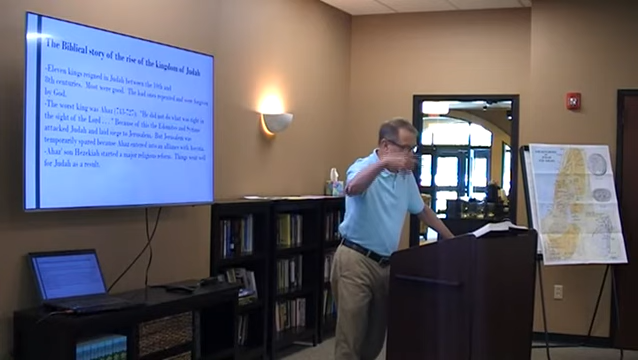 The Biblical story of the rise of the kingdom of Judah
-Eleven kings reigned in Judah between the 10th and
8th centuries. Most were good. The bad ones repented and were forgiven
by God.
-The worst king was Ahaz (743-727). "He did not do what was right in
the sight of the Lord . . ." Because of this the Edomites and Syrians
attacked Judah and laid siege to Jerusalem. But Jerusalem was
temporarily spared because Ahaz entered into an alliance with Assyria.
-Ahaz' son Hezekiah started a major religious reform. Things went well
for Judah as a result.